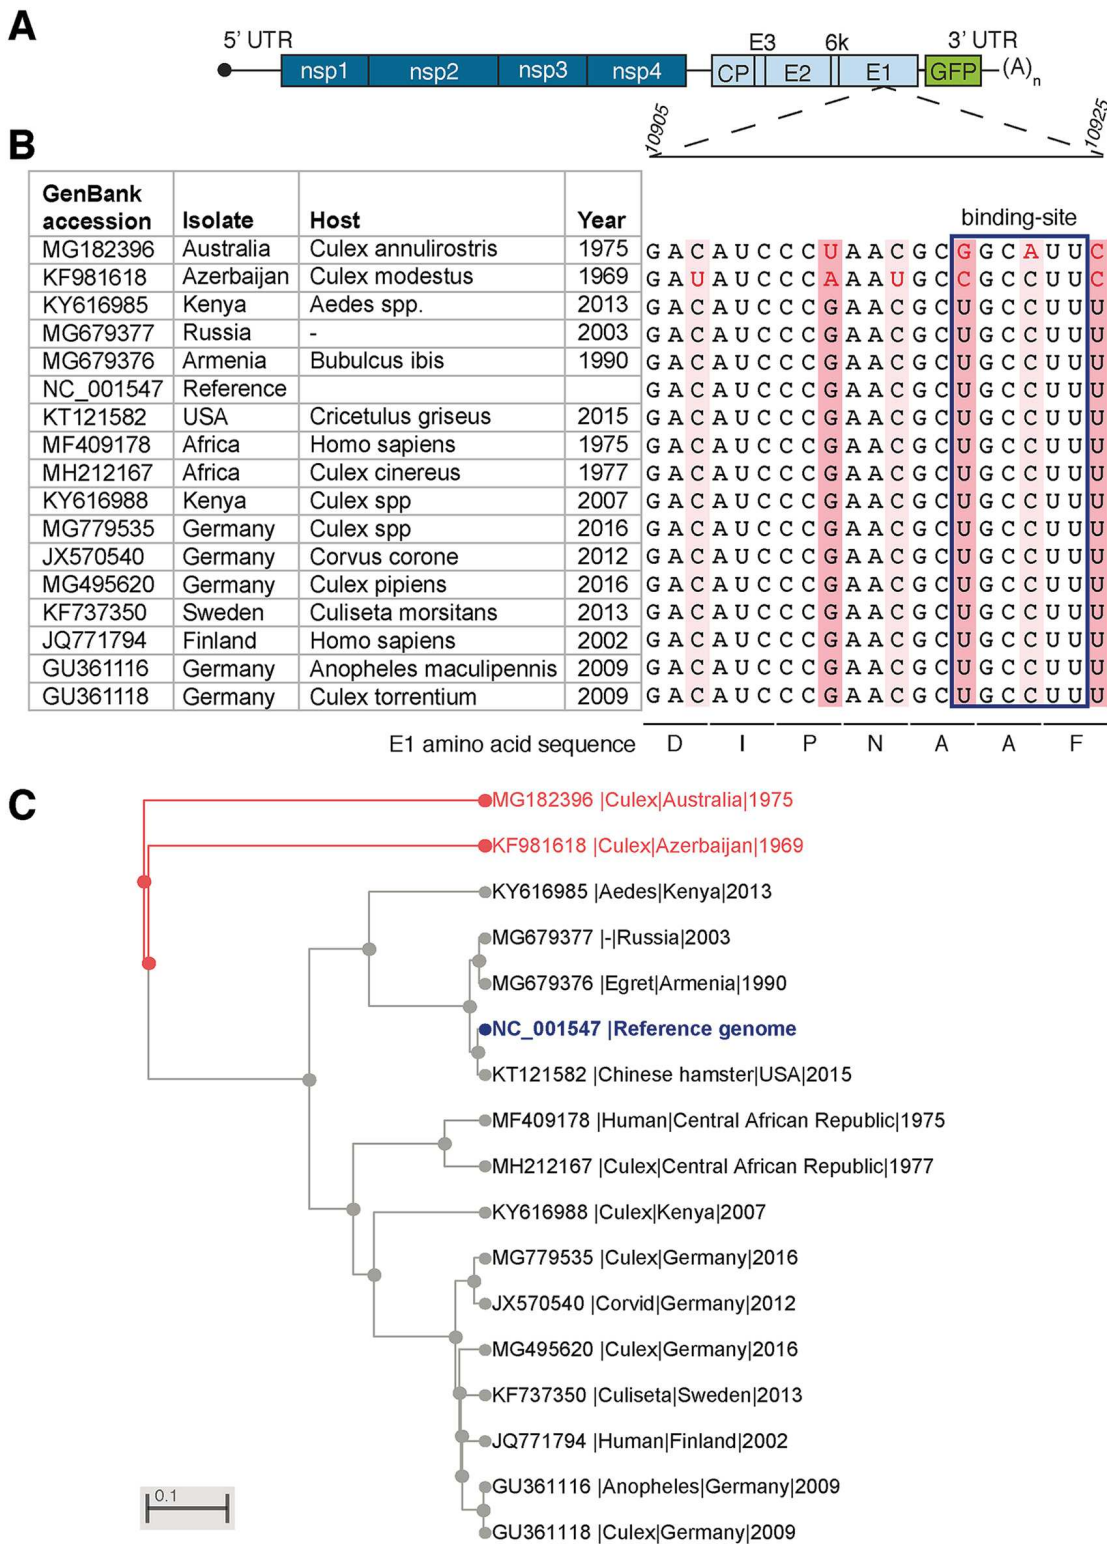 A
5' UTR E3 6k 3' UTR
nsp1 nsp2 nsp3 nsp4 CP E2 E1 GFP (A)n
10905 10925
B
GenBank accession Isolate Host Year binding-site
MG182396 Australia Culex annulirostris 1975 G A C A U C C C U A A C G C G G C A U U C
KF981618 Azerbaijan Culex modestus 1969 G A U A U C C C A A A U G C C G C C U U C
KY616985 Kenya Aedes spp. 2013 G A C A U C C C G A A C G C U G C C U U U
MG679377 Russia - 2003 G A C A U C C C G A A C G C U G C C U U U
MG679376 Armenia Bubulcus ibis 1990 G A C A U C C C G A A C G C U G C C U U U
NC_001547 Reference G A C A U C C C G A A C G C U G C C U U U
KT121582 USA Cricetulus griseus 2015 G A C A U C C C G A A C G C U G C C U U U
MF409178 Africa Homo sapiens 1975 G A C A U C C C G A A C G C U G C C U U U
MH212167 Africa Culex cinereus 1977 G A C A U C C C G A A C G C U G C C U U U
KY616988 Kenya Culex spp 2007 G A C A U C C C G A A C G C U G C C U U U
MG779535 Germany Culex spp 2016 G A C A U C C C G A A C G C U G C C U U U
JX570540 Germany Corvus corone 2012 G A C A U C C C G A A C G C U G C C U U U
MG495620 Germany Culex pipiens 2016 G A C A U C C C G A A C G C U G C C U U U
KF737350 Sweden Culiseta morsitans 2013 G A C A U C C C G A A C G C U G C C U U U
JQ771794 Finland Homo sapiens 2002 G A C A U C C C G A A C G C U G C C U U U
GU361116 Germany Anopheles maculipennis 2009 G A C A U C C C G A A C G C U G C C U U U
GU361118 Germany Culex torrentium 2009 G A C A U C C C G A A C G C U G C C U U U
E1 amino acid sequence D I P N A A F
C
MG182396 |Culex|Australia|1975
KF981618 |Culex|Azerbaijan|1969
KY616985 |Aedes|Kenya|2013
MG679377 |-|Russia|2003
MG679376 |Egret|Armenia|1990
NC_001547 |Reference genome
KT121582 |Chinese hamster|USA|2015
MF409178 |Human|Central African Republic|1975
MH212167 |Culex|Central African Republic|1977
KY616988 |Culex|Kenya|2007
MG779535 |Culex|Germany|2016
JX570540 |Corvid|Germany|2012
MG495620 |Culex|Germany|2016
KF737350 |Culiseta|Sweden|2013
JQ771794 |Human|Finland|2002
GU361116 |Anopheles|Germany|2009
GU361118 |Culex|Germany|2009
0.1